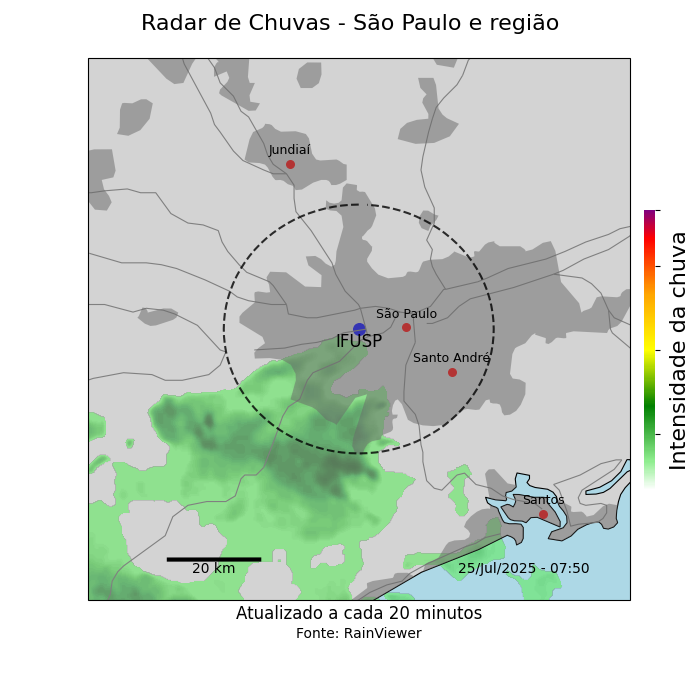 Radar de Chuvas - São Paulo e região
Jundiaí
São Paulo
IFUSP
Santo André
Santos
20 km
25/Jul/2025 - 07:50
Intensidade da chuva
Atualizado a cada 20 minutos
Fonte: RainViewer